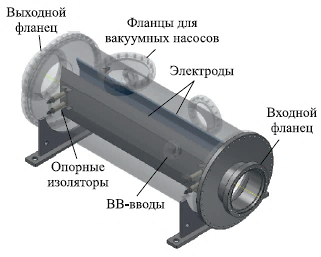 Выходной
фланец
Фланцы для
вакуумных насосов
Электроды
Входной
фланец
Опорные
изоляторы
ВВ-вводы